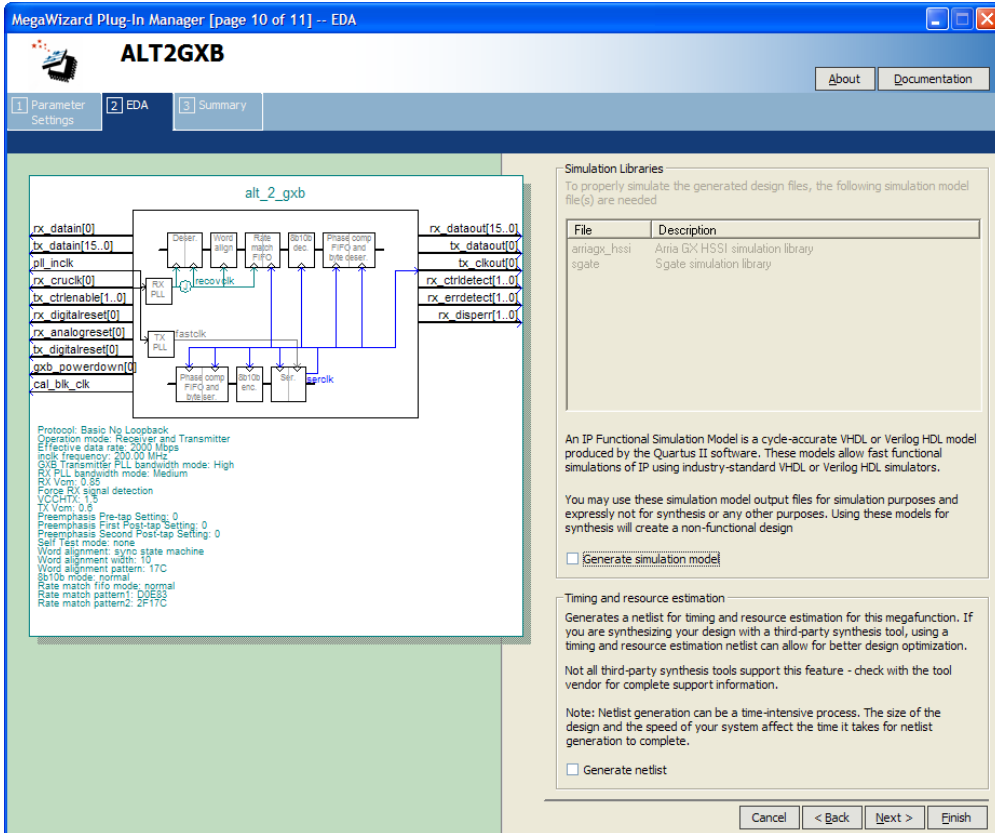 MegaWizard Plug-In Manager [page 10 of 11] -- EDA
ALT2GXB
About
Documentation
1 Parameter
Settings
2 EDA
3 Summary
alt_2_gxb
rx_datain[0]
tx_datain[15..0]
pll_inclk
rx_cruclk[0]
tx_ctrlenable[1..0]
rx_digitalreset[0]
rx_analogreset[0]
tx_digitalreset[0]
gxb_powerdown[0]
cal_blk_clk
Deser.
Word
align
Rate
match
FIFO
8b10b
dec.
Phase comp
FIFO and
byte deser.
RX
PLL
recovclk
TX
PLL
fastclk
Phase comp
FIFO and
byte ser.
8b10b
enc.
Ser.
serclk
rx_dataout[15..0]
tx_dataout[0]
tx_clkout[0]
rx_ctrldetect[1..0]
rx_errdetect[1..0]
rx_disperr[1..0]
Protocol: Basic No Loopback
Operation mode: Receiver and Transmitter
Effective data rate: 2000 Mbps
inclk frequency: 200.00 MHz
GXB Transmitter PLL bandwidth mode: High
RX PLL bandwidth mode: Medium
RX Vcm: 0.85
Force RX signal detection
VCCHTX: 1.5
TX Vcm: 0.6
Preemphasis Pre-tap Setting: 0
Preemphasis First Post-tap Setting: 0
Preemphasis Second Post-tap Setting: 0
Self Test mode: none
Word alignment: sync state machine
Word alignment width: 10
Word alignment pattern: 17C
8b10b mode: normal
Rate match fifo mode: normal
Rate match pattern1: D0E83
Rate match pattern2: 2F17C
Simulation Libraries
To properly simulate the generated design files, the following simulation model
file(s) are needed
File Description
arriagx_hssi Arria GX HSSI simulation library
sgate Sgate simulation library
An IP Functional Simulation Model is a cycle-accurate VHDL or Verilog HDL model
produced by the Quartus II software. These models allow fast functional
simulations of IP using industry-standard VHDL or Verilog HDL simulators.
You may use these simulation model output files for simulation purposes and
expressly not for synthesis or any other purposes. Using these models for
synthesis will create a non-functional design
Generate simulation model
Timing and resource estimation
Generates a netlist for timing and resource estimation for this megafunction. If
you are synthesizing your design with a third-party synthesis tool, using a
timing and resource estimation netlist can allow for better design optimization.
Not all third-party synthesis tools support this feature - check with the tool
vendor for complete support information.
Note: Netlist generation can be a time-intensive process. The size of the
design and the speed of your system affect the time it takes for netlist
generation to complete.
Generate netlist
Cancel
< Back
Next >
Finish